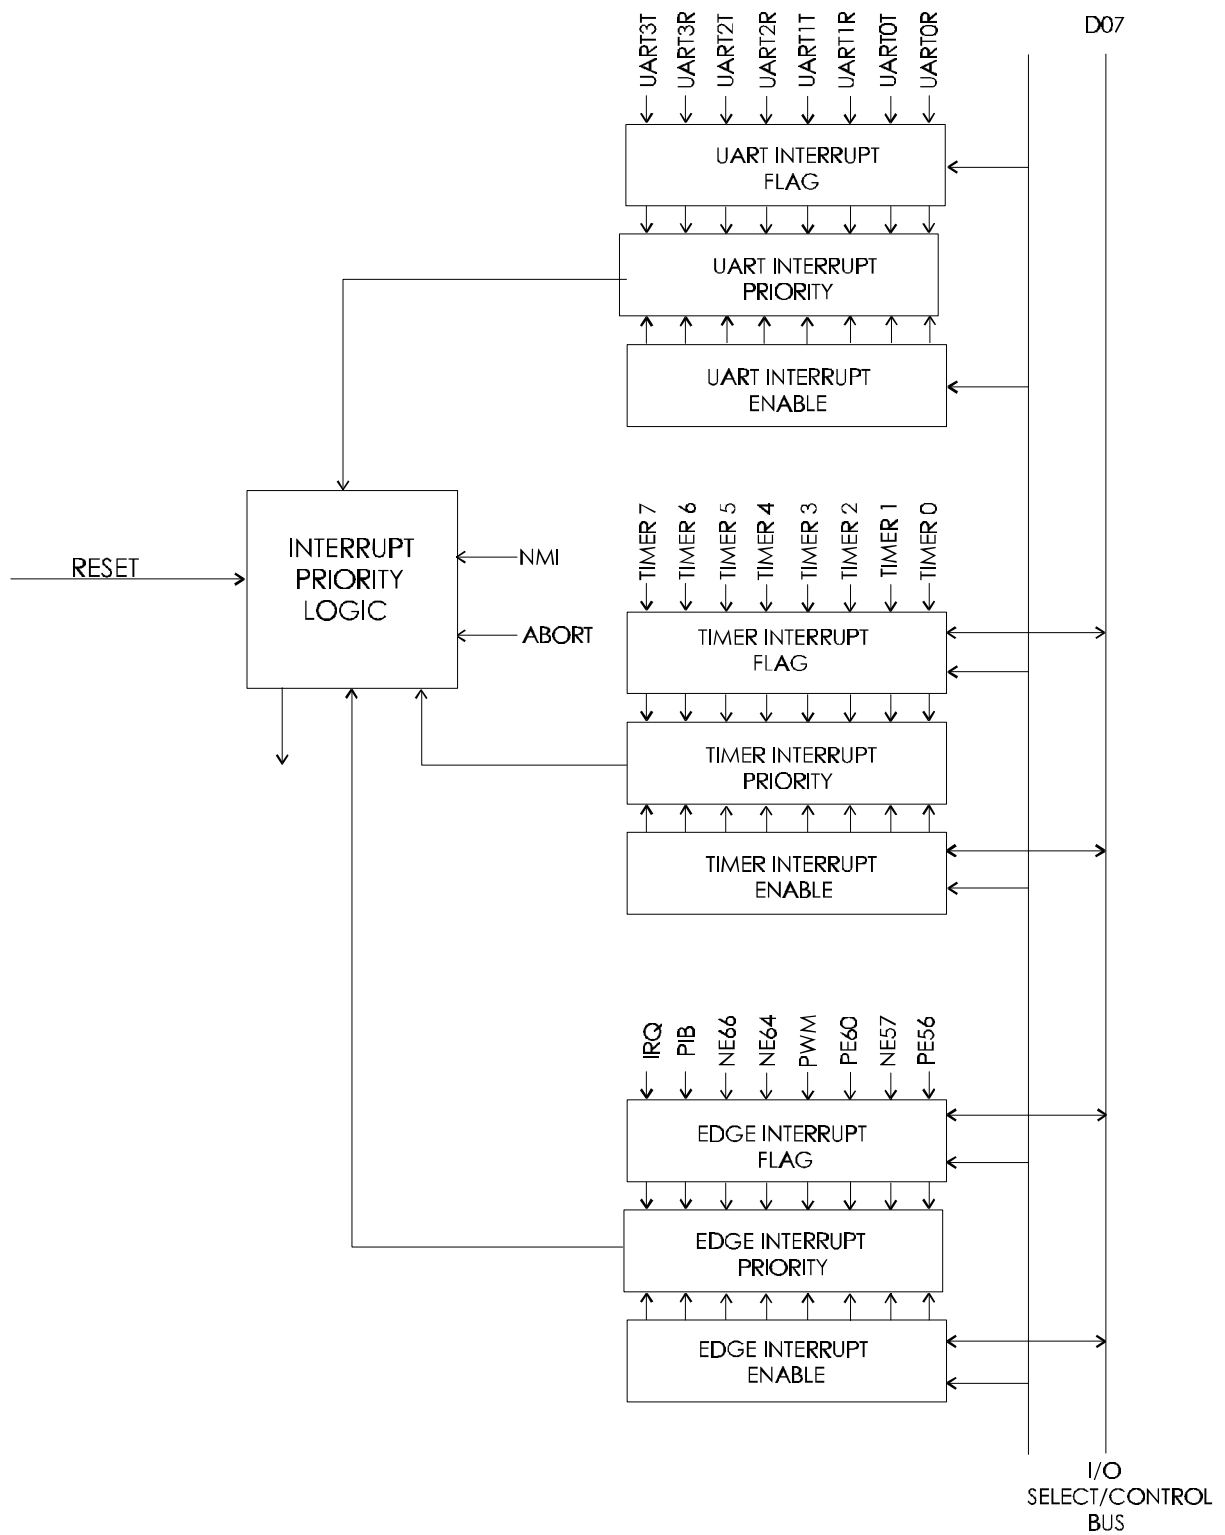 UART3T
UART3R
UART2T
UART2R
UART1T
UART1R
UART0T
UART0R
D07
UART INTERRUPT
FLAG
UART INTERRUPT
PRIORITY
UART INTERRUPT
ENABLE
RESET
INTERRUPT
PRIORITY
LOGIC
NMI
ABORT
TIMER 7
TIMER 6
TIMER 5
TIMER 4
TIMER 3
TIMER 2
TIMER 1
TIMER 0
TIMER INTERRUPT
FLAG
TIMER INTERRUPT
PRIORITY
TIMER INTERRUPT
ENABLE
IRQ
PIB
NE66
NE64
PWM
PE60
NE57
PE56
EDGE INTERRUPT
FLAG
EDGE INTERRUPT
PRIORITY
EDGE INTERRUPT
ENABLE
I/O
SELECT/CONTROL
BUS